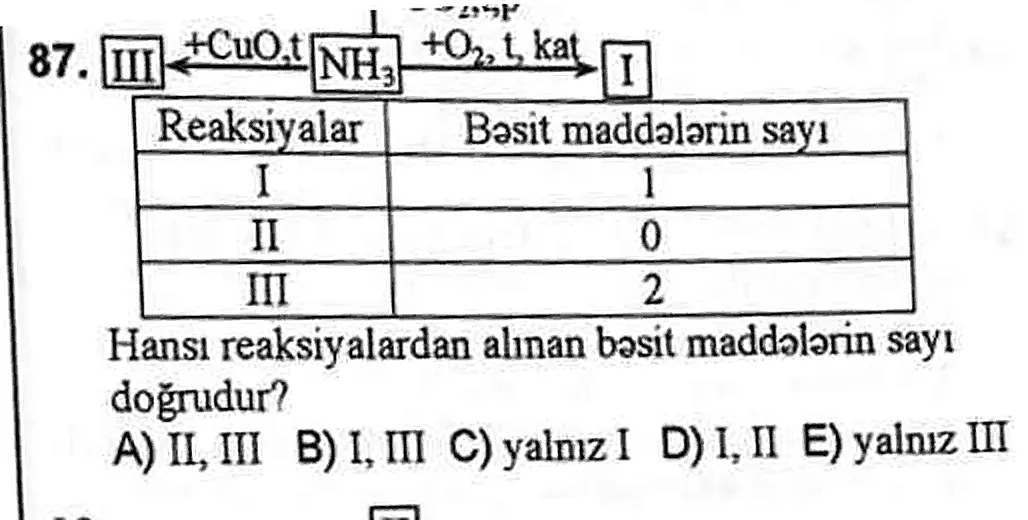 87. III +CuO,t NH₃ +O₂, t, kat I
Reaksiyalar Bəsit maddələrin sayı
I 1
II 0
III 2
Hansı reaksiyalardan alınan bəsit maddələrin sayı
doğrudur?
A) II, III B) I, III C) yalnız I D) I, II E) yalnız III